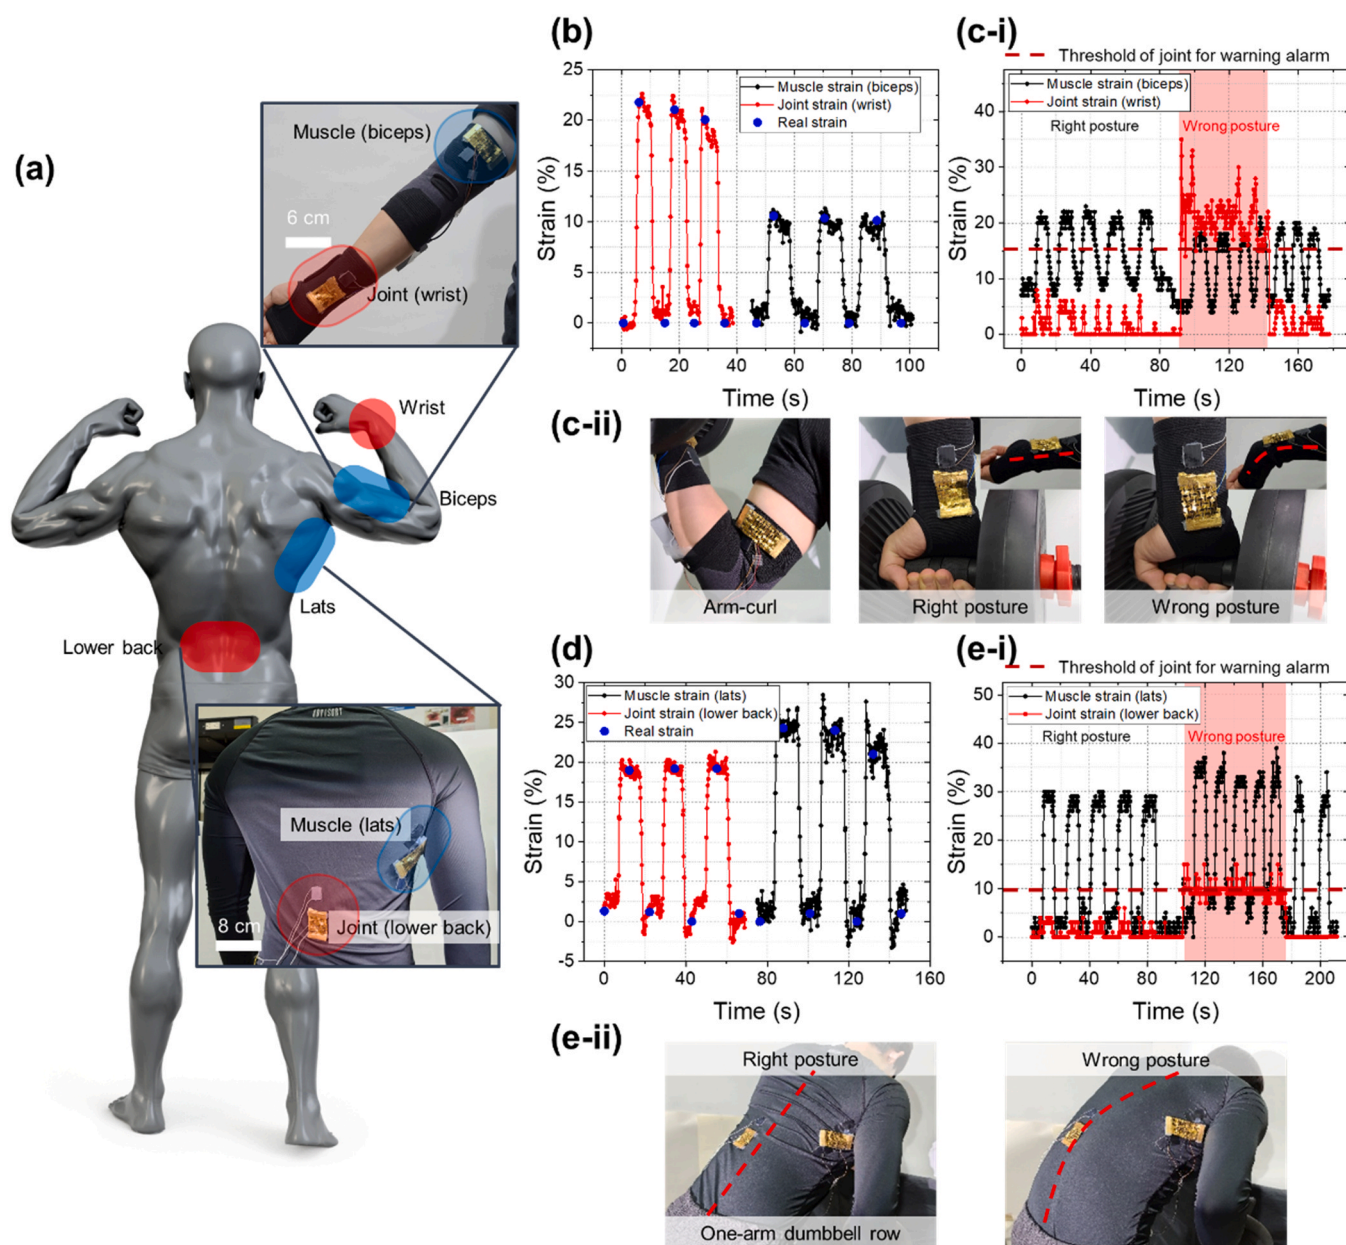 (a)
Muscle (biceps)
6 cm
Joint (wrist)
Wrist
Biceps
Lats
Lower back
Muscle (lats)
8 cm
Joint (lower back)
(b)
25
20
15
10
5
0
Strain (%)
Muscle strain (biceps)
Joint strain (wrist)
Real strain
0 20 40 60 80 100
Time (s)
(c-i)
Threshold of joint for warning alarm
Muscle strain (biceps)
Joint strain (wrist)
Right posture
Wrong posture
40
30
20
10
0
Strain (%)
0 40 80 120 160
Time (s)
(c-ii)
Arm-curl
Right posture
Wrong posture
(d)
30
25
20
15
10
5
0
-5
Strain (%)
Muscle strain (lats)
Joint strain (lower back)
Real strain
0 40 80 120 160
Time (s)
(e-i)
Threshold of joint for warning alarm
Muscle strain (lats)
Joint strain (lower back)
Right posture
Wrong posture
50
40
30
20
10
0
Strain (%)
0 40 80 120 160 200
Time (s)
(e-ii)
Right posture
One-arm dumbbell row
Wrong posture